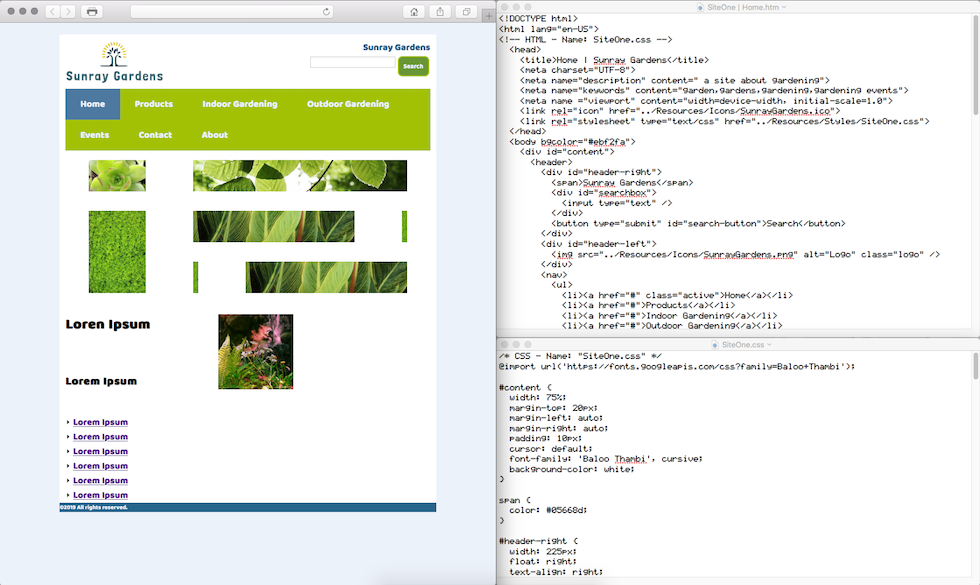 Sunray Gardens
Search
Sunray Gardens
Home Products Indoor Gardening Outdoor Gardening
Events Contact About
Loren Ipsum
Lorem Ipsum
Lorem Ipsum
Lorem Ipsum
Lorem Ipsum
Lorem Ipsum
Lorem Ipsum
Lorem Ipsum
©2019 All rights reserved.
SiteOne | Home.htm
<!DOCTYPE html>
<html lang="en-US">
<!-- HTML - Name: SiteOne.css -->
<head>
<title>Home | Sunray Gardens</title>
<meta charset="UTF-8">
<meta name="description" content=" a site about gardening">
<meta name="keywords" content="garden,gardens,gardening,gardening events">
<meta name ="viewport" content="width=device-width, initial-scale=1.0">
<link rel="icon" href="../Resources/Icons/SunrayGardens.ico">
<link rel="stylesheet" type="text/css" href="../Resources/Styles/SiteOne.css">
</head>
<body bgcolor="#ebf2fa">
<div id="content">
<header>
<div id="header-right">
<span>Sunray Gardens</span>
<div id="searchbox">
<input type="text" />
</div>
<button type="submit" id="search-button">Search</button>
</div>
<div id="header-left">
<img src="../Resources/Icons/SunrayGardens.png" alt="Logo" class="logo" />
</div>
<nav>
<ul>
<li><a href="#" class="active">Home</a></li>
<li><a href="#">Products</a></li>
<li><a href="#">Indoor Gardening</a></li>
<li><a href="#">Outdoor Gardening</a></li>
SiteOne.css
/* CSS - Name: "SiteOne.css" */
@import url('https://fonts.googleapis.com/css?family=Baloo+Thambi');
#content {
width: 75%;
margin-top: 20px;
margin-left: auto;
margin-right: auto;
padding: 10px;
cursor: default;
font-family: 'Baloo Thambi', cursive;
background-color: white;
}
span {
color: #05668d;
}
#header-right {
width: 225px;
float: right;
text-align: right;